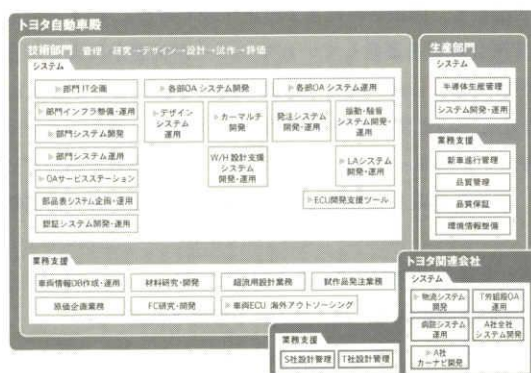 トヨタ自動車殿
技術部門 管理 研究→デザイン→設計→試作→評価
システム
▷部門IT企画
▷各部OA システム開発
▷各部OA システム運用
▷部門インフラ整備・運用
▷デザイン
システム
運用
▷カーマルチ
開発
発注システム
開発・運用
振動・騒音
システム開発・
運用
▷部門システム開発
▷部門システム運用
W/H 設計支援
システム
開発・運用
▷LAシステム
開発・運用
▷OAサービスステーション
部品表システム企画・運用
▷ECU開発支援ツール
認証システム開発・運用
業務支援
車両情報DB作成・運用
材料研究・開発
試作品発注業務
原価企画業務
FC研究・開発
▷車両ECU 海外アウトソーシング
生産部門
システム
半導体生産管理
システム開発・運用
業務支援
新車進行管理
品質管理
品質保証
環境情報整備
トヨタ関連会社
システム
▷物流システム
開発
T労組殿OA
運用
病院システム
運用
A社全社
システム開発
▷A社
カーナビ開発
業務支援
S社設計管理
T社設計管理